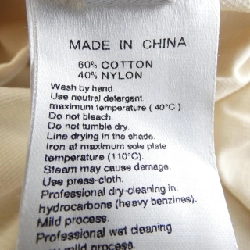 MADE IN CHINA
60% COTTON
40% NYLON
Wash by hand
Use neutral detergent.
maximum temperature ( 40°C )
Do not bleach.
Do not tumble dry.
Line drying in the shade.
Iron at maximum sole plate
temperature (110°C).
Steam may cause damage.
Use press-cloth.
Professional dry-cleaning in
hydrocarbons (heavy benzines).
Mild process.
Professional wet cleaning
mild process.